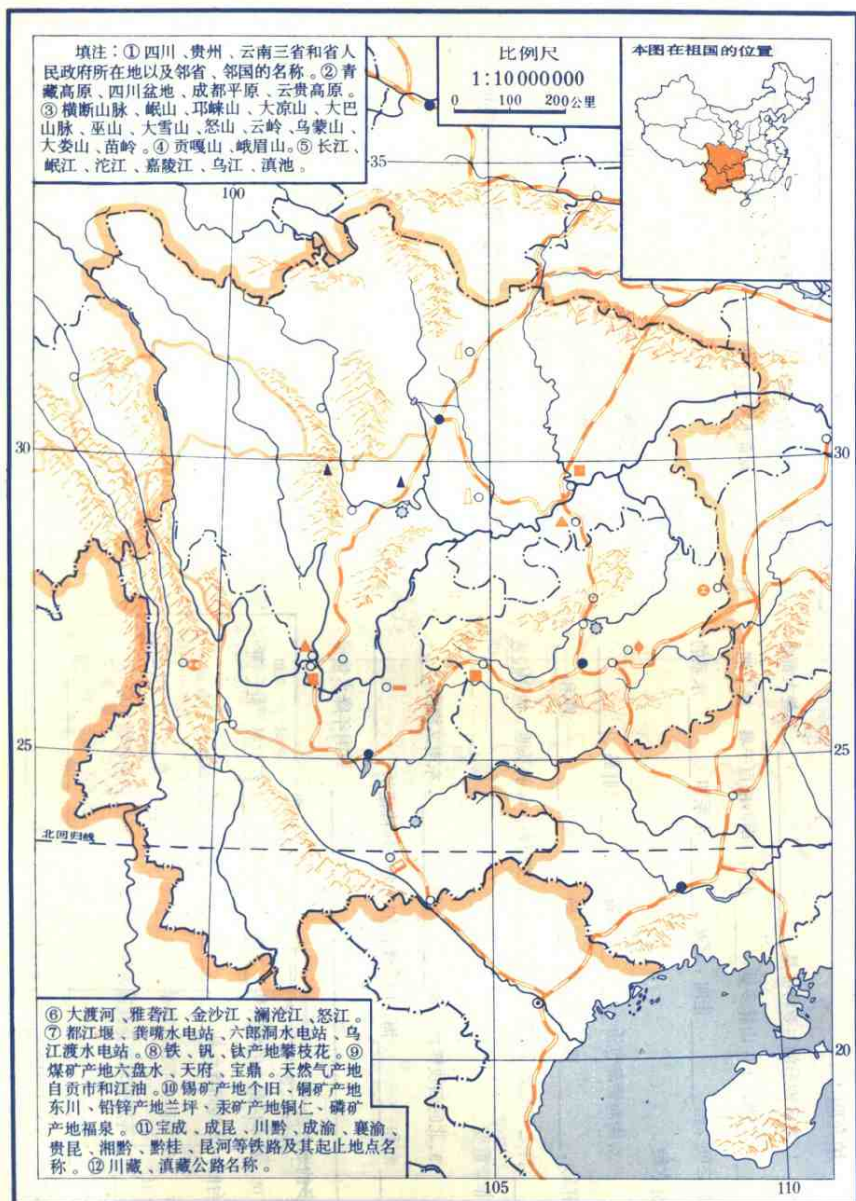 填注：①四川、贵州、云南三省和省人
民政府所在地以及邻省、邻国的名称。②青
藏高原、四川盆地、成都平原、云贵高原。
③横断山脉、岷山、邛崃山、大凉山、大巴
山脉、巫山、大雪山、怒山、云岭、乌蒙山、
大娄山、苗岭。④贡嘎山、峨眉山。⑤长江、
岷江、沱江、嘉陵江、乌江、滇池。
比例尺
1:10000000
0 100 200公里
本图在祖国的位置
35
100
30
30
25
25
北回归线
20
⑥大渡河、雅砻江、金沙江、澜沧江、怒江。
⑦都江堰、龚嘴水电站、六郎洞水电站、乌
江渡水电站。⑧铁、钒、钛产地攀枝花。⑨
煤矿产地六盘水、天府、宝鼎。天然气产地
自贡市和江油。⑩锡矿产地个旧、铜矿产地
东川、铅锌产地兰坪、汞矿产地铜仁、磷矿
产地福泉。⑪宝成、成昆、川黔、成渝、襄渝、
贵昆、湘黔、黔桂、昆河等铁路及其起止地点名
称。⑫川藏、滇藏公路名称。
105
110